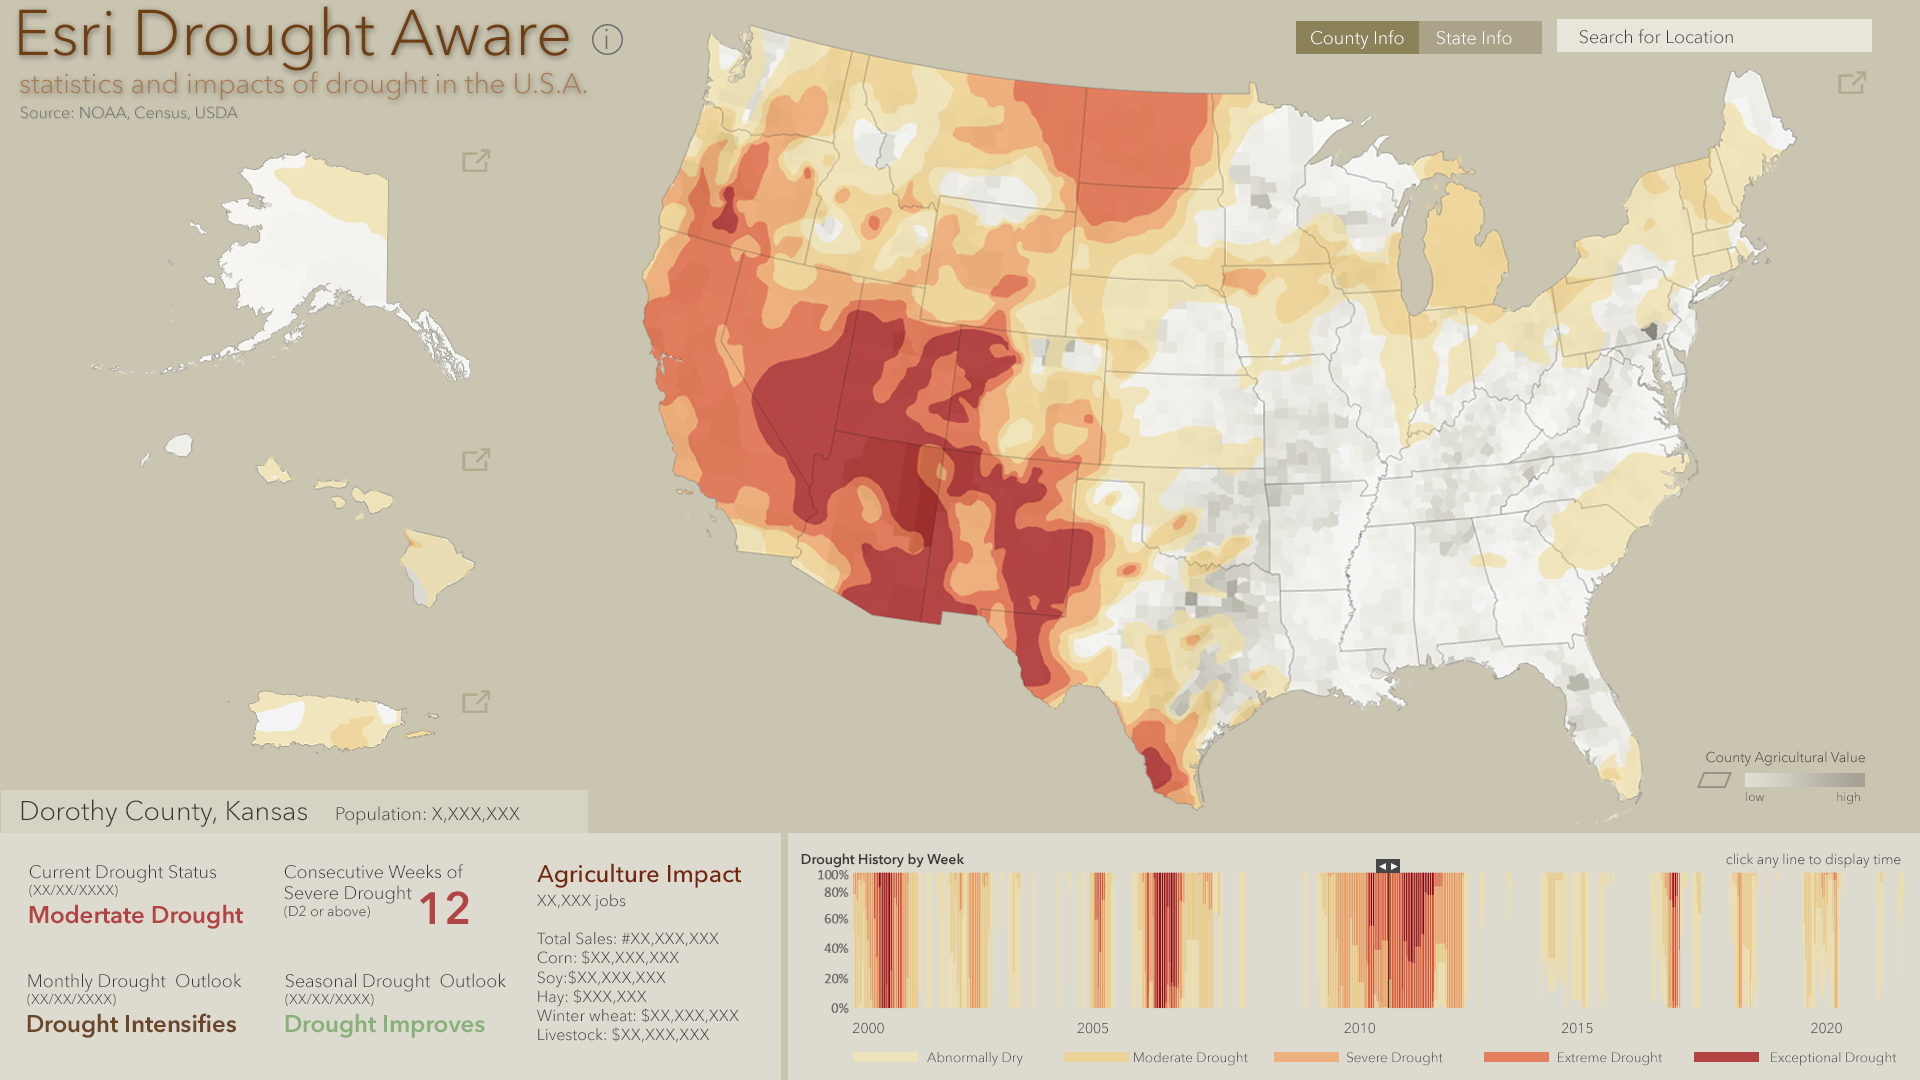 Esri Drought Aware i
statistics and impacts of drought in the U.S.A.
Source: NOAA, Census, USDA
County Info
State Info
Search for Location
County Agricultural Value
low high
Dorothy County, Kansas Population: X,XXX,XXX
Current Drought Status
(XX/XX/XXXX)
Modertate Drought
Consecutive Weeks of
Severe Drought
(D2 or above)
12
Monthly Drought Outlook
(XX/XX/XXXX)
Drought Intensifies
Seasonal Drought Outlook
(XX/XX/XXXX)
Drought Improves
Agriculture Impact
XX,XXX jobs
Total Sales: #XX,XXX,XXX
Corn: $XX,XXX,XXX
Soy:$XX,XXX,XXX
Hay: $XXX,XXX
Winter wheat: $XX,XXX,XXX
Livestock: $XX,XXX,XXX
Drought History by Week
click any line to display time
100%
80%
60%
40%
20%
0%
2000 2005 2010 2015 2020
Abnormally Dry Moderate Drought Severe Drought Extreme Drought Exceptional Drought